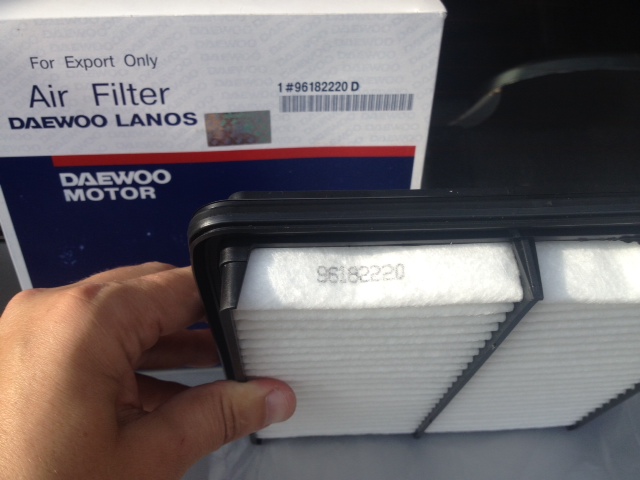 For Export Only
Air Filter
DAEWOO LANOS
1 #96182220 D
DAEWOO
MOTOR
96182220